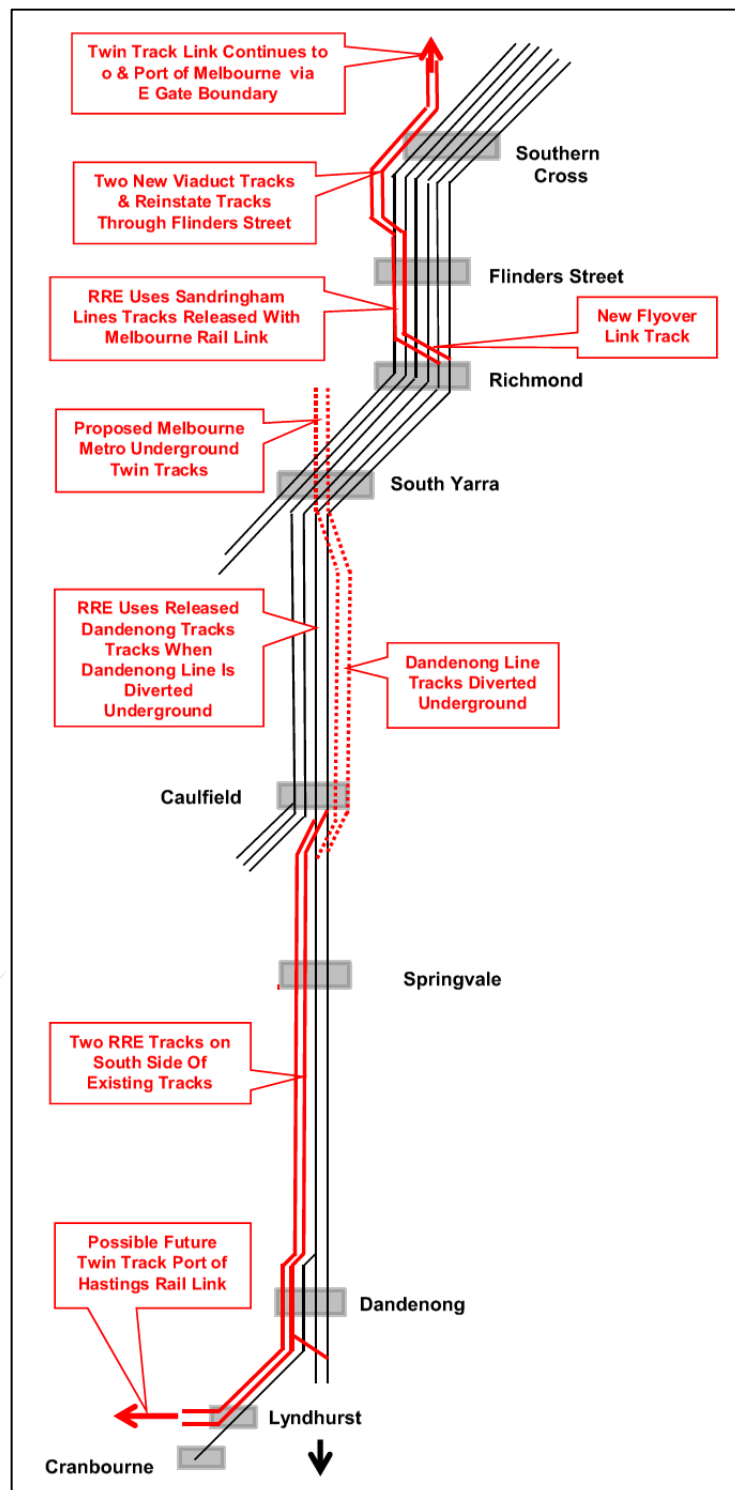 Twin Track Link Continues to
o & Port of Melbourne via
E Gate Boundary
Southern
Cross
Two New Viaduct Tracks
& Reinstate Tracks
Through Flinders Street
Flinders Street
RRE Uses Sandringham
Lines Tracks Released With
Melbourne Rail Link
New Flyover
Link Track
Richmond
Proposed Melbourne
Metro Underground
Twin Tracks
South Yarra
RRE Uses Released
Dandenong Tracks
Tracks When
Dandenong Line Is
Diverted
Underground
Dandenong Line
Tracks Diverted
Underground
Caulfield
Springvale
Two RRE Tracks on
South Side Of
Existing Tracks
Possible Future
Twin Track Port of
Hastings Rail Link
Dandenong
Lyndhurst
Cranbourne